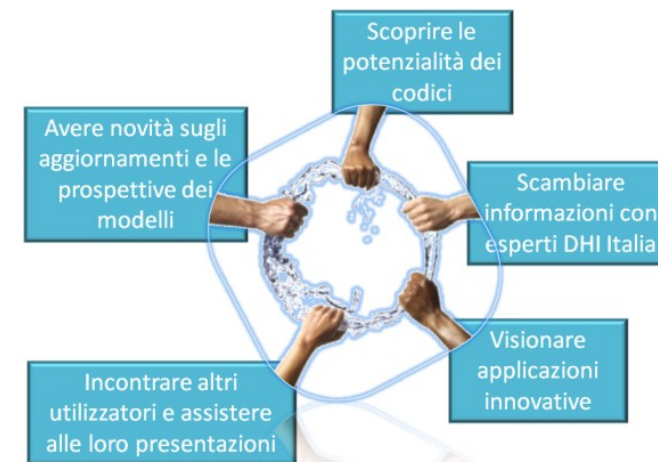 Scoprire le
potenzialità dei
codici
Avere novità sugli
aggiornamenti e le
prospettive dei
modelli
Scambiare
informazioni con
esperti DHI Italia
Visionare
applicazioni
innovative
Incontrare altri
utilizzatori e assistere
alle loro presentazioni